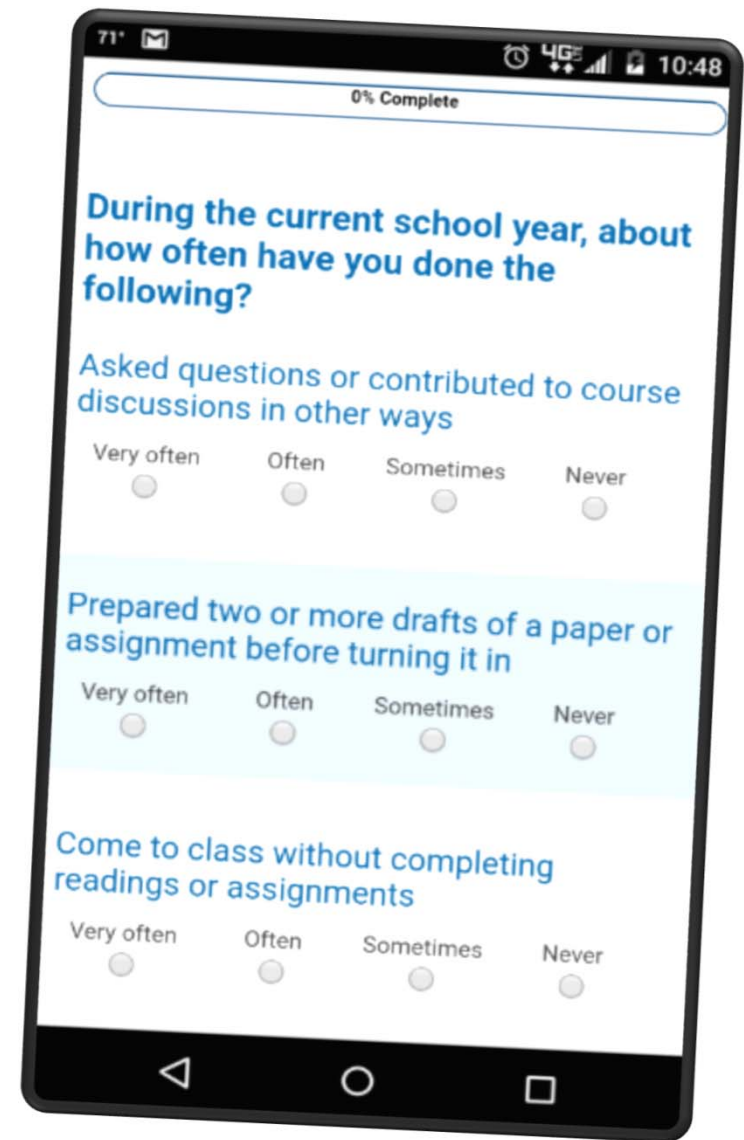 71°
4G
10:48
0% Complete
During the current school year, about
how often have you done the
following?
Asked questions or contributed to course
discussions in other ways
Very often Often Sometimes Never
Prepared two or more drafts of a paper or
assignment before turning it in
Very often Often Sometimes Never
Come to class without completing
readings or assignments
Very often Often Sometimes Never